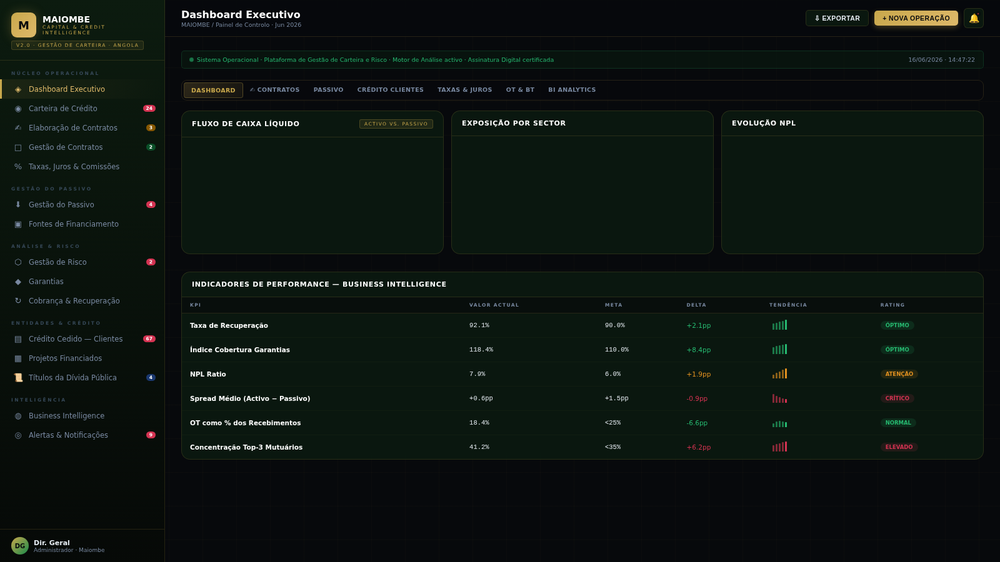 M
MAIOMBE
CAPITAL & CREDIT
INTELLIGENCE
V2.0 · GESTÃO DE CARTEIRA · ANGOLA
NÚCLEO OPERACIONAL
Dashboard Executivo
Carteira de Crédito 24
Elaboração de Contratos 3
Gestão de Contratos 2
% Taxas, Juros & Comissões
GESTÃO DO PASSIVO
Gestão do Passivo 4
Fontes de Financiamento
ANÁLISE & RISCO
Gestão de Risco 2
Garantias
Cobrança & Recuperação
ENTIDADES & CRÉDITO
Crédito Cedido — Clientes 67
Projetos Financiados
Títulos da Dívida Pública 4
INTELIGÊNCIA
Business Intelligence
Alertas & Notificações 9
DG
Dir. Geral
Administrador · Maiombe
Dashboard Executivo
MAIOMBE / Painel de Controlo · Jun 2026
⇩ EXPORTAR
+ NOVA OPERAÇÃO
Sistema Operacional · Plataforma de Gestão de Carteira e Risco · Motor de Análise activo · Assinatura Digital certificada
16/06/2026 · 14:47:22
DASHBOARD ✍ CONTRATOS PASSIVO CRÉDITO CLIENTES TAXAS & JUROS OT & BT BI ANALYTICS
FLUXO DE CAIXA LÍQUIDO
ACTIVO VS. PASSIVO
EXPOSIÇÃO POR SECTOR
EVOLUÇÃO NPL
INDICADORES DE PERFORMANCE — BUSINESS INTELLIGENCE
KPI VALOR ACTUAL META DELTA TENDÊNCIA RATING
Taxa de Recuperação 92.1% 90.0% +2.1pp ÓPTIMO
Índice Cobertura Garantias 118.4% 110.0% +8.4pp ÓPTIMO
NPL Ratio 7.9% 6.0% +1.9pp ATENÇÃO
Spread Médio (Activo − Passivo) +0.6pp +1.5pp -0.9pp CRÍTICO
OT como % dos Recebimentos 18.4% <25% -6.6pp NORMAL
Concentração Top-3 Mutuários 41.2% <35% +6.2pp ELEVADO